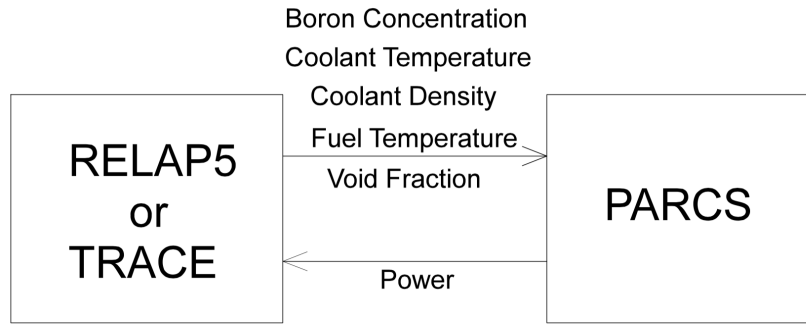 Boron Concentration
Coolant Temperature
Coolant Density
Fuel Temperature
Void Fraction
RELAP5
or
TRACE
PARCS
Power